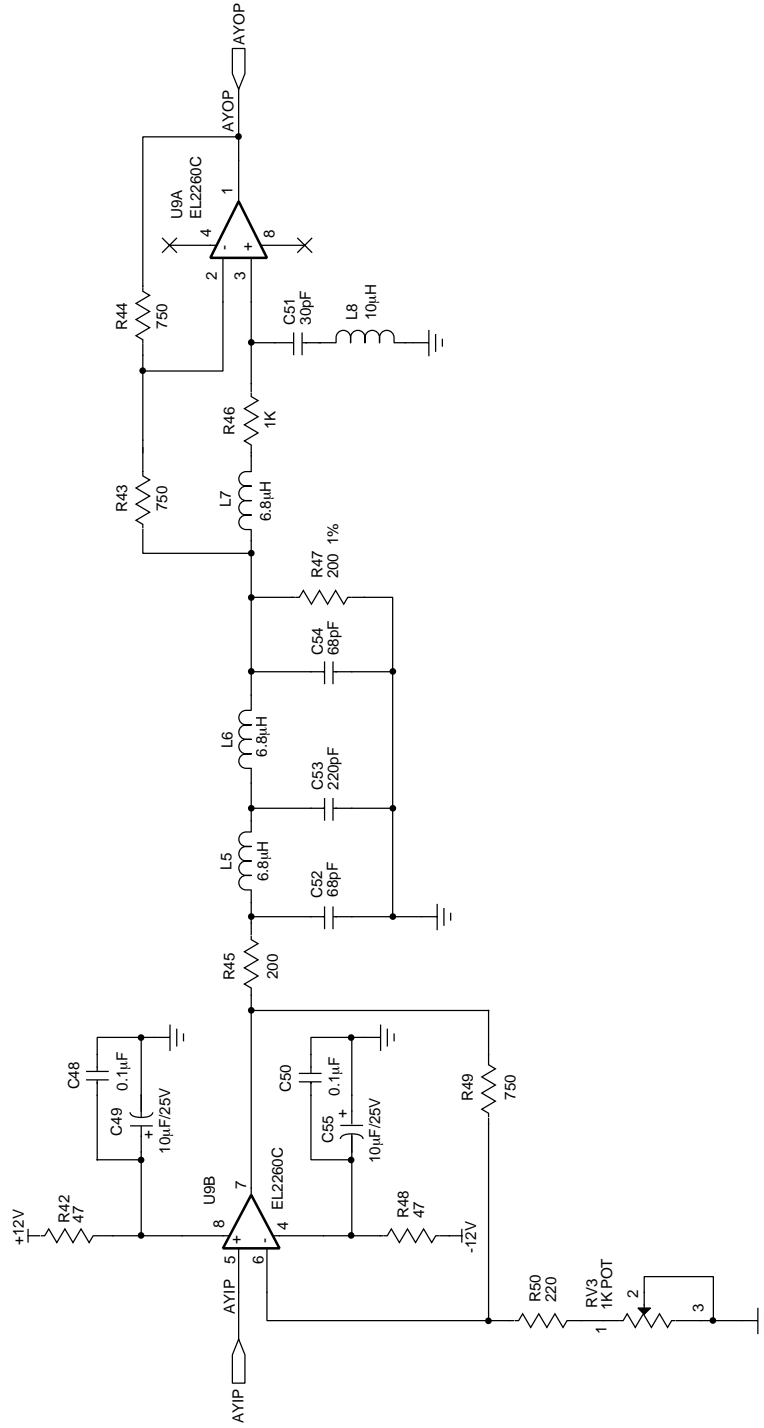 AYIP
AYIP
+12V
R42
47
C48
0.1µF
C49
+
10µF/25V
U9B
EL2260C
5
+
6
-
8
7
4
C50
0.1µF
C55
+
10µF/25V
R48
47
-12V
R49
750
R50
220
RV3
1K POT
1
2
3
R45
200
L5
6.8µH
L6
6.8µH
C52
68pF
C53
220pF
C54
68pF
R47
200 1%
L7
6.8µH
R46
1K
R43
750
R44
750
C51
30pF
L8
10µH
U9A
EL2260C
2
-
3
+
4
8
1
AYOP
AYOP